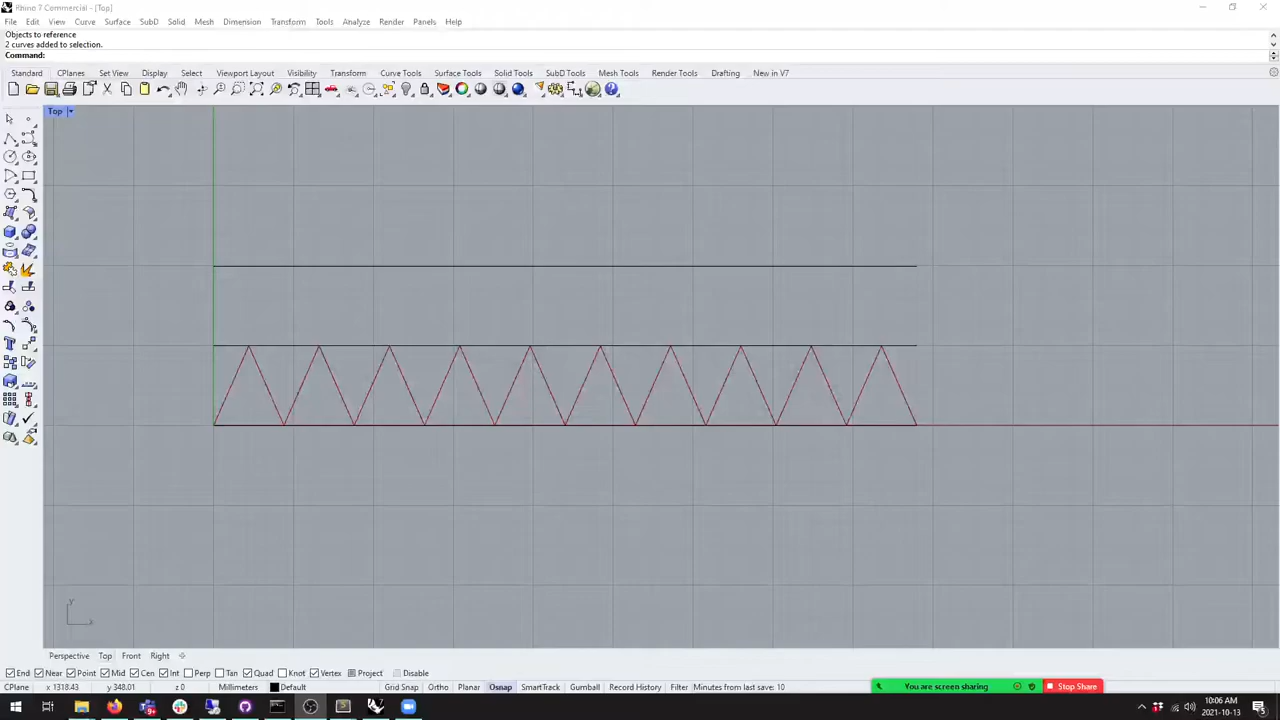 Rhino 7 Commercial - [Top]
File Edit View Curve Surface SubD Solid Mesh Dimension Transform Tools Analyze Render Panels Help
Objects to reference
2 curves added to selection.
Command:
Standard CPlanes Set View Display Select Viewport Layout Visibility Transform Curve Tools Surface Tools Solid Tools SubD Tools Mesh Tools Render Tools Drafting New in V7
Top
y
x
Perspective Top Front Right
End Near Point Mid Cen Int Perp Tan Quad Knot Vertex Project Disable
CPlane x 1318.43 y 348.01 z 0 Millimeters Default Grid Snap Ortho Planar Osnap SmartTrack Gumball Record History Filter Minutes from last save: 10
You are screen sharing Stop Share
10:06 AM
2021-10-13